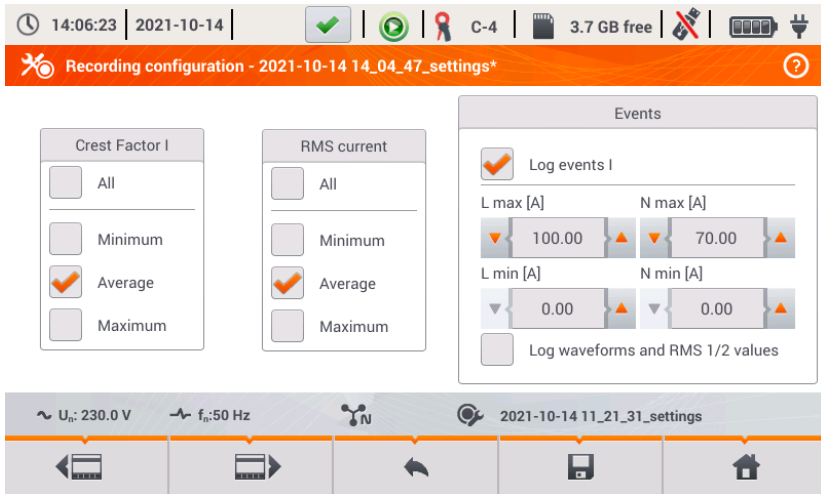 14:06:23 2021-10-14 C-4 3.7 GB free
Recording configuration - 2021-10-14 14_04_47_settings* ?
Crest Factor I
All
Minimum
Average
Maximum
RMS current
All
Minimum
Average
Maximum
Events
Log events I
L max [A] N max [A]
100.00 70.00
L min [A] N min [A]
0.00 0.00
Log waveforms and RMS 1/2 values
Uₙ: 230.0 V fₙ:50 Hz N 2021-10-14 11_21_31_settings